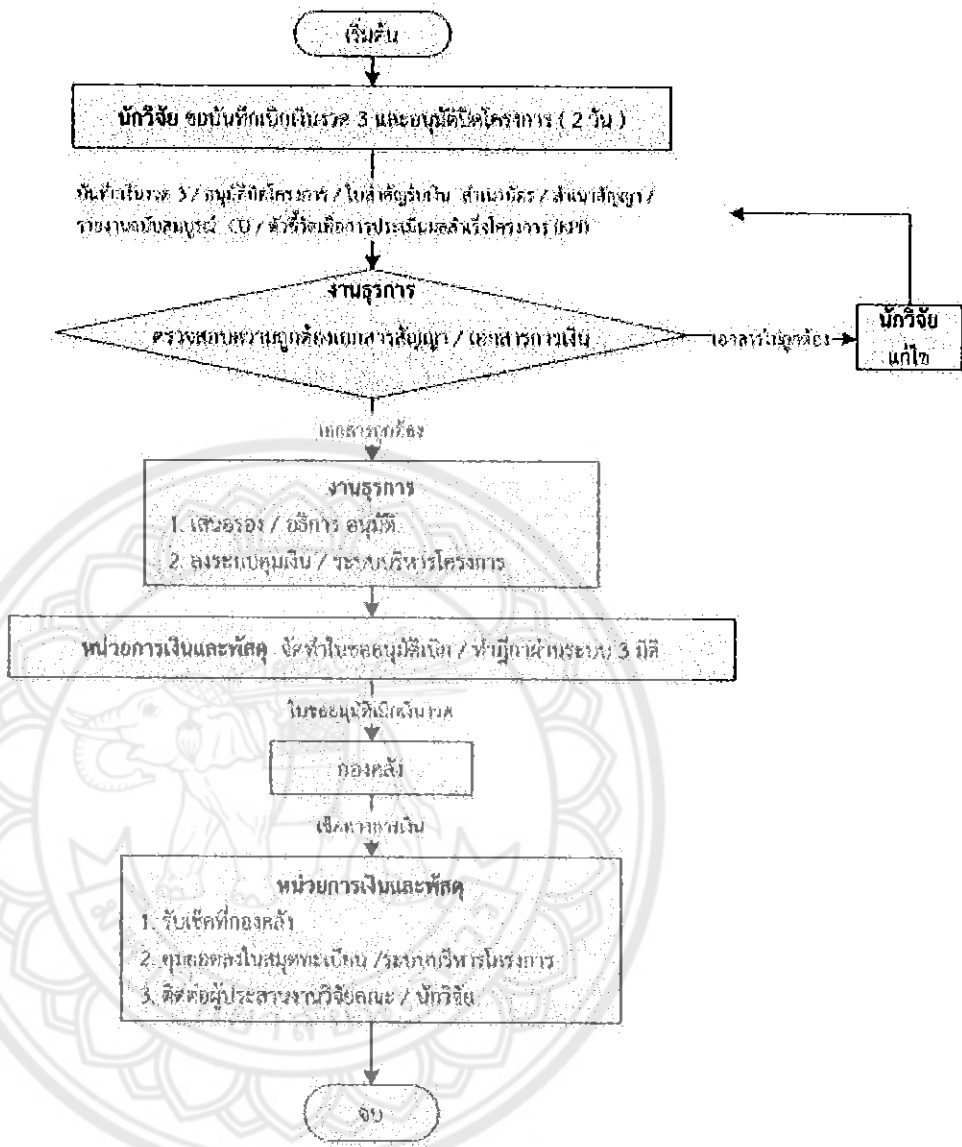 เริ่มต้น
นักวิจัย ขอบันทึกเบิกเงินงวด 3 และอนุมัติปิดโครงการ ( 2 วัน )
บันทึกเงินงวด 3 / อนุมัติปิดโครงการ / ใบสำคัญรับเงิน สำเนาบัตร / สำเนาสัญญา /
รายงานฉบับสมบูรณ์ CD / ตัวชี้วัดเพื่อการประเมินผลสำเร็จโครงการ (KPI)
งานธุรการ
ตรวจสอบความถูกต้องเอกสารสัญญา / เอกสารการเงิน
เอกสารไม่ถูกต้อง
นักวิจัย
แก้ไข
เอกสารถูกต้อง
งานธุรการ
1. เสนอรอง / อธิการ อนุมัติ
2. ลงระบบคุมเงิน / ระบบบริหารโครงการ
หน่วยการเงินและพัสดุ จัดทำใบขออนุมัติเบิก / ทำฎีกาผ่านระบบ 3 มิติ
ใบขออนุมัติเบิกเงินงวด
กองคลัง
เช็คทางการเงิน
หน่วยการเงินและพัสดุ
1. รับเช็คที่กองคลัง
2. คุมยอดลงในสมุดทะเบียน /ระบบบริหารโครงการ
3. ติดต่อผู้ประสานงานวิจัยคณะ / นักวิจัย
จบ